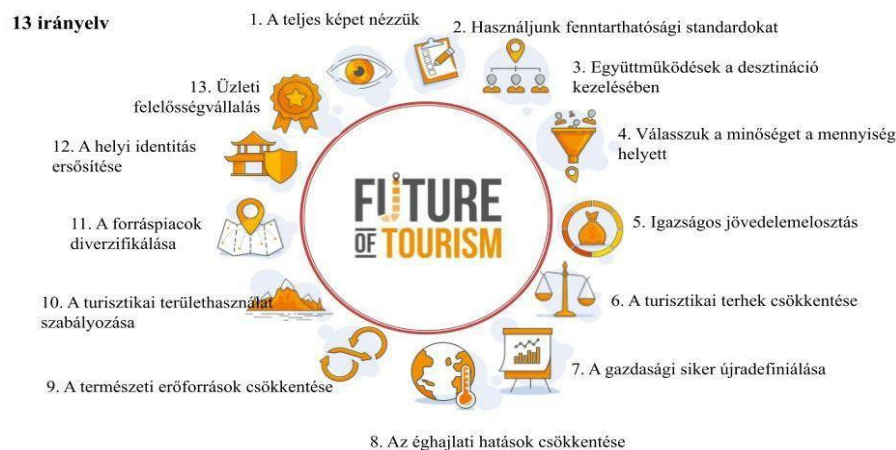 13 irányelv
1. A teljes képet nézzük
2. Használjunk fenntarthatósági standardokat
3. Együttműködések a desztináció
kezelésében
4. Válasszuk a minőséget a mennyiség
helyett
5. Igazságos jövedelemelosztás
6. A turisztikai terhek csökkentése
7. A gazdasági siker újradefiniálása
8. Az éghajlati hatások csökkentése
9. A természeti erőforrások csökkentése
10. A turisztikai területhasználat
szabályozása
11. A forráspiacok
diverzifikálása
12. A helyi identitás
ersősítése
13. Üzleti
felelősségvállalás
FUTURE
OF TOURISM